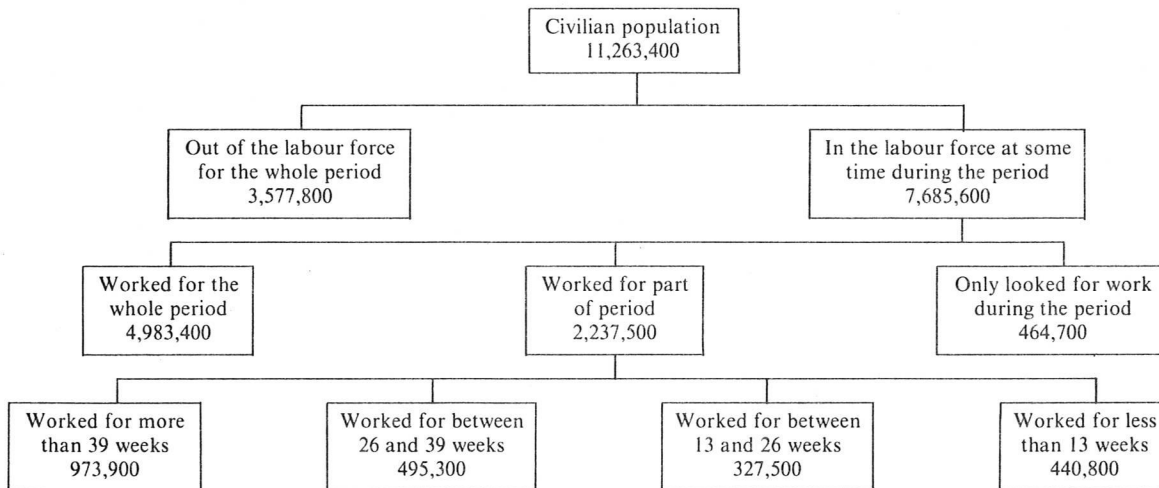 Civilian population
11,263,400
Out of the labour force
for the whole period
3,577,800
In the labour force at some
time during the period
7,685,600
Worked for the
whole period
4,983,400
Worked for part
of period
2,237,500
Only looked for work
during the period
464,700
Worked for more
than 39 weeks
973,900
Worked for between
26 and 39 weeks
495,300
Worked for between
13 and 26 weeks
327,500
Worked for less
than 13 weeks
440,800